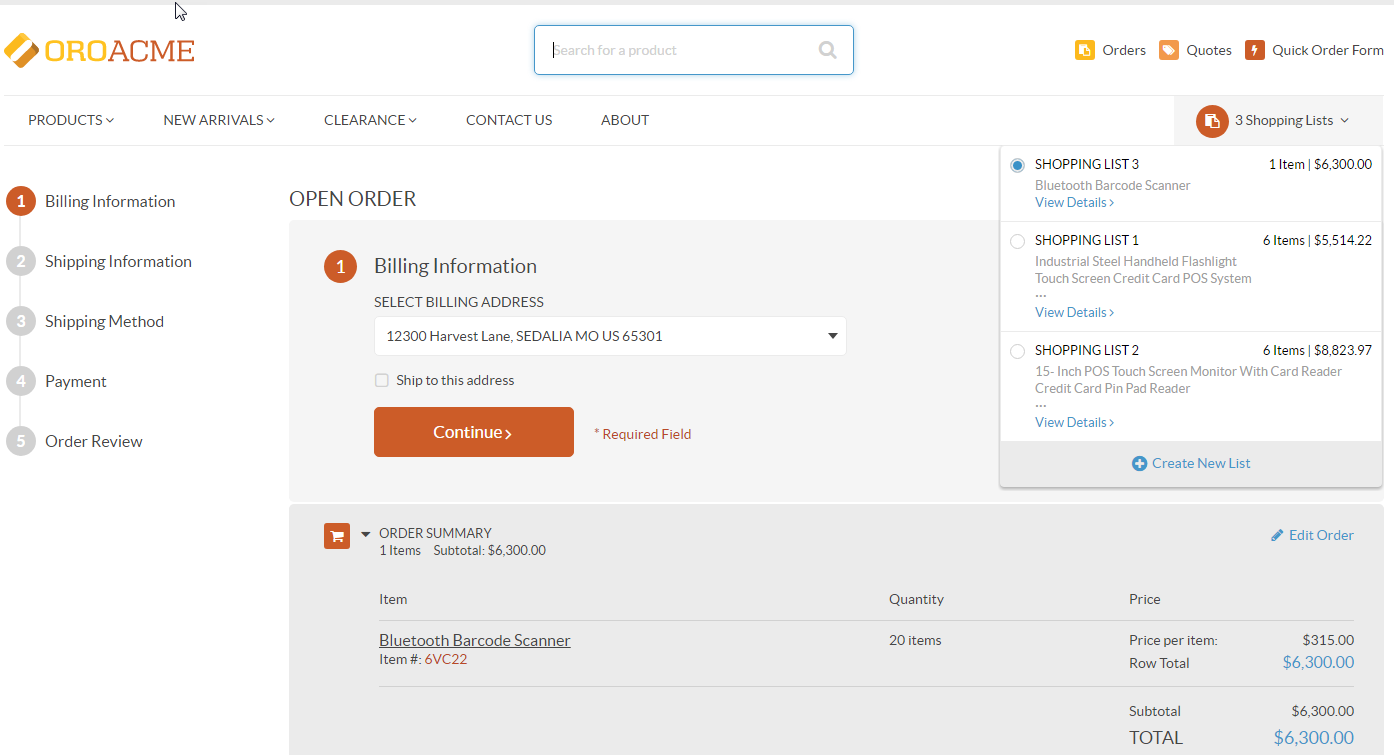 OROACME
Search for a product
Orders
Quotes
Quick Order Form
PRODUCTS
NEW ARRIVALS
CLEARANCE
CONTACT US
ABOUT
3 Shopping Lists
1 Billing Information
2 Shipping Information
3 Shipping Method
4 Payment
5 Order Review
OPEN ORDER
1 Billing Information
SELECT BILLING ADDRESS
12300 Harvest Lane, SEDALIA MO US 65301
Ship to this address
Continue >
* Required Field
SHOPPING LIST 3 1 Item | $6,300.00
Bluetooth Barcode Scanner
View Details >
SHOPPING LIST 1 6 Items | $5,514.22
Industrial Steel Handheld Flashlight
Touch Screen Credit Card POS System
...
View Details >
SHOPPING LIST 2 6 Items | $8,823.97
15- Inch POS Touch Screen Monitor With Card Reader
Credit Card Pin Pad Reader
...
View Details >
Create New List
ORDER SUMMARY
1 Items Subtotal: $6,300.00
Edit Order
Item Quantity Price
Bluetooth Barcode Scanner 20 items Price per item: $315.00
Item #: 6VC22 Row Total $6,300.00
Subtotal $6,300.00
TOTAL $6,300.00